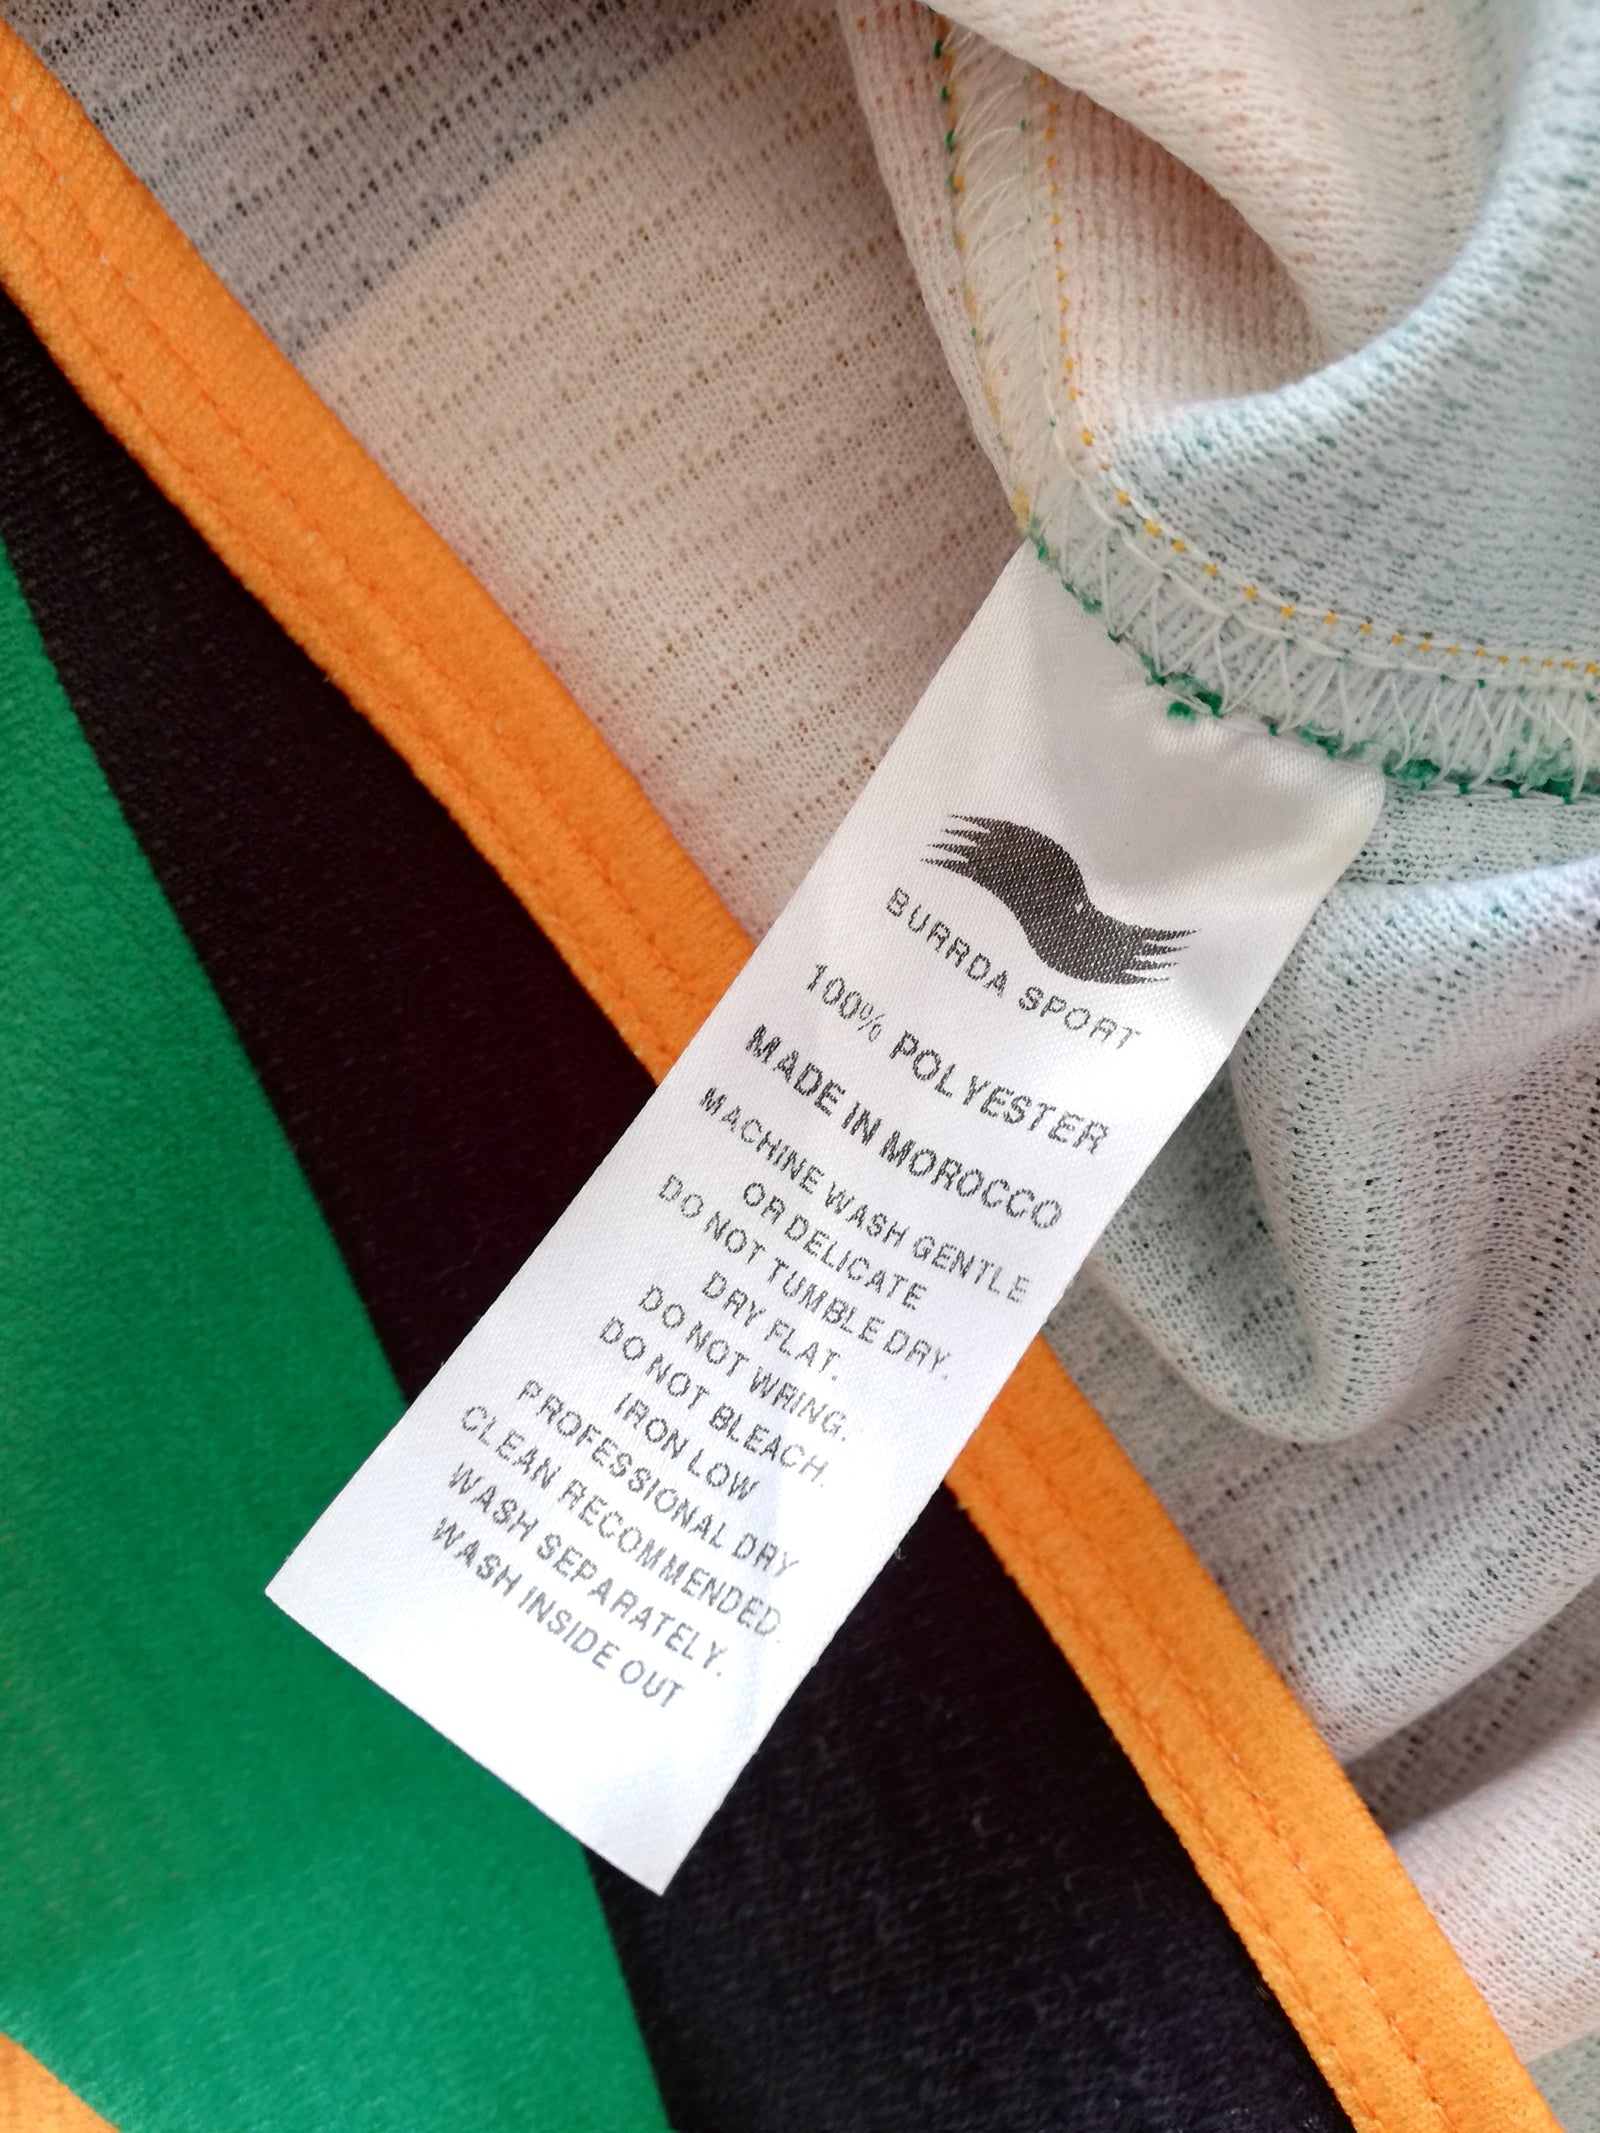 BURRDA SPORT
100% POLYESTER
MADE IN MOROCCO
MACHINE WASH GENTLE
OR DELICATE
DO NOT TUMBLE DRY.
DRY FLAT.
DO NOT WRING.
DO NOT BLEACH.
IRON LOW
PROFESSIONAL DRY
CLEAN RECOMMENDED.
WASH SEPARATELY.
WASH INSIDE OUT